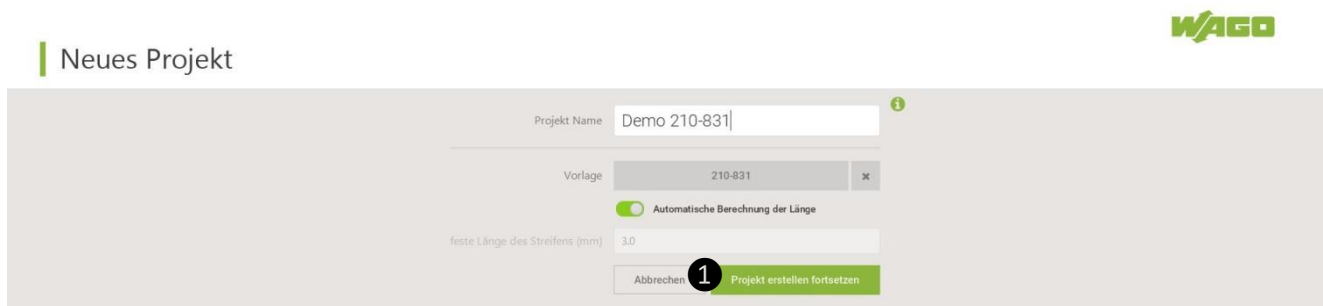 WAGO
Neues Projekt
Projekt Name Demo 210-831
Vorlage 210-831
Automatische Berechnung der Länge
feste Länge des Streifens (mm) 3.0
Abbrechen 1 Projekt erstellen fortsetzen